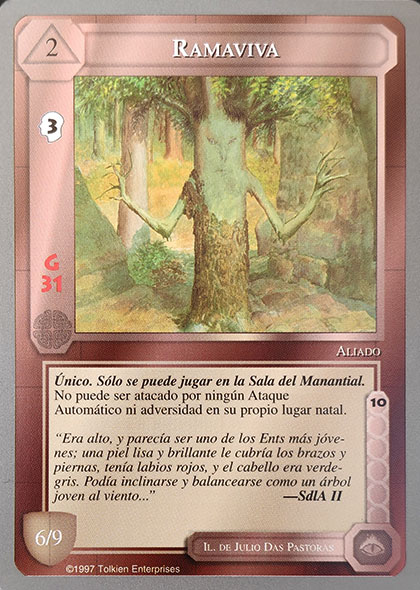 2
RAMAVIVA
3
G
31
ALIADO
Único. Sólo se puede jugar en la Sala del Manantial.
No puede ser atacado por ningún Ataque
Automático ni adversidad en su propio lugar natal.
10
“Era alto, y parecía ser uno de los Ents más jóve-
nes; una piel lisa y brillante le cubría los brazos y
piernas, tenía labios rojos, y el cabello era verde-
gris. Podía inclinarse y balancearse como un árbol
joven al viento...” —SdlA II
6/9
IL. DE JULIO DAS PASTORAS
©1997 Tolkien Enterprises